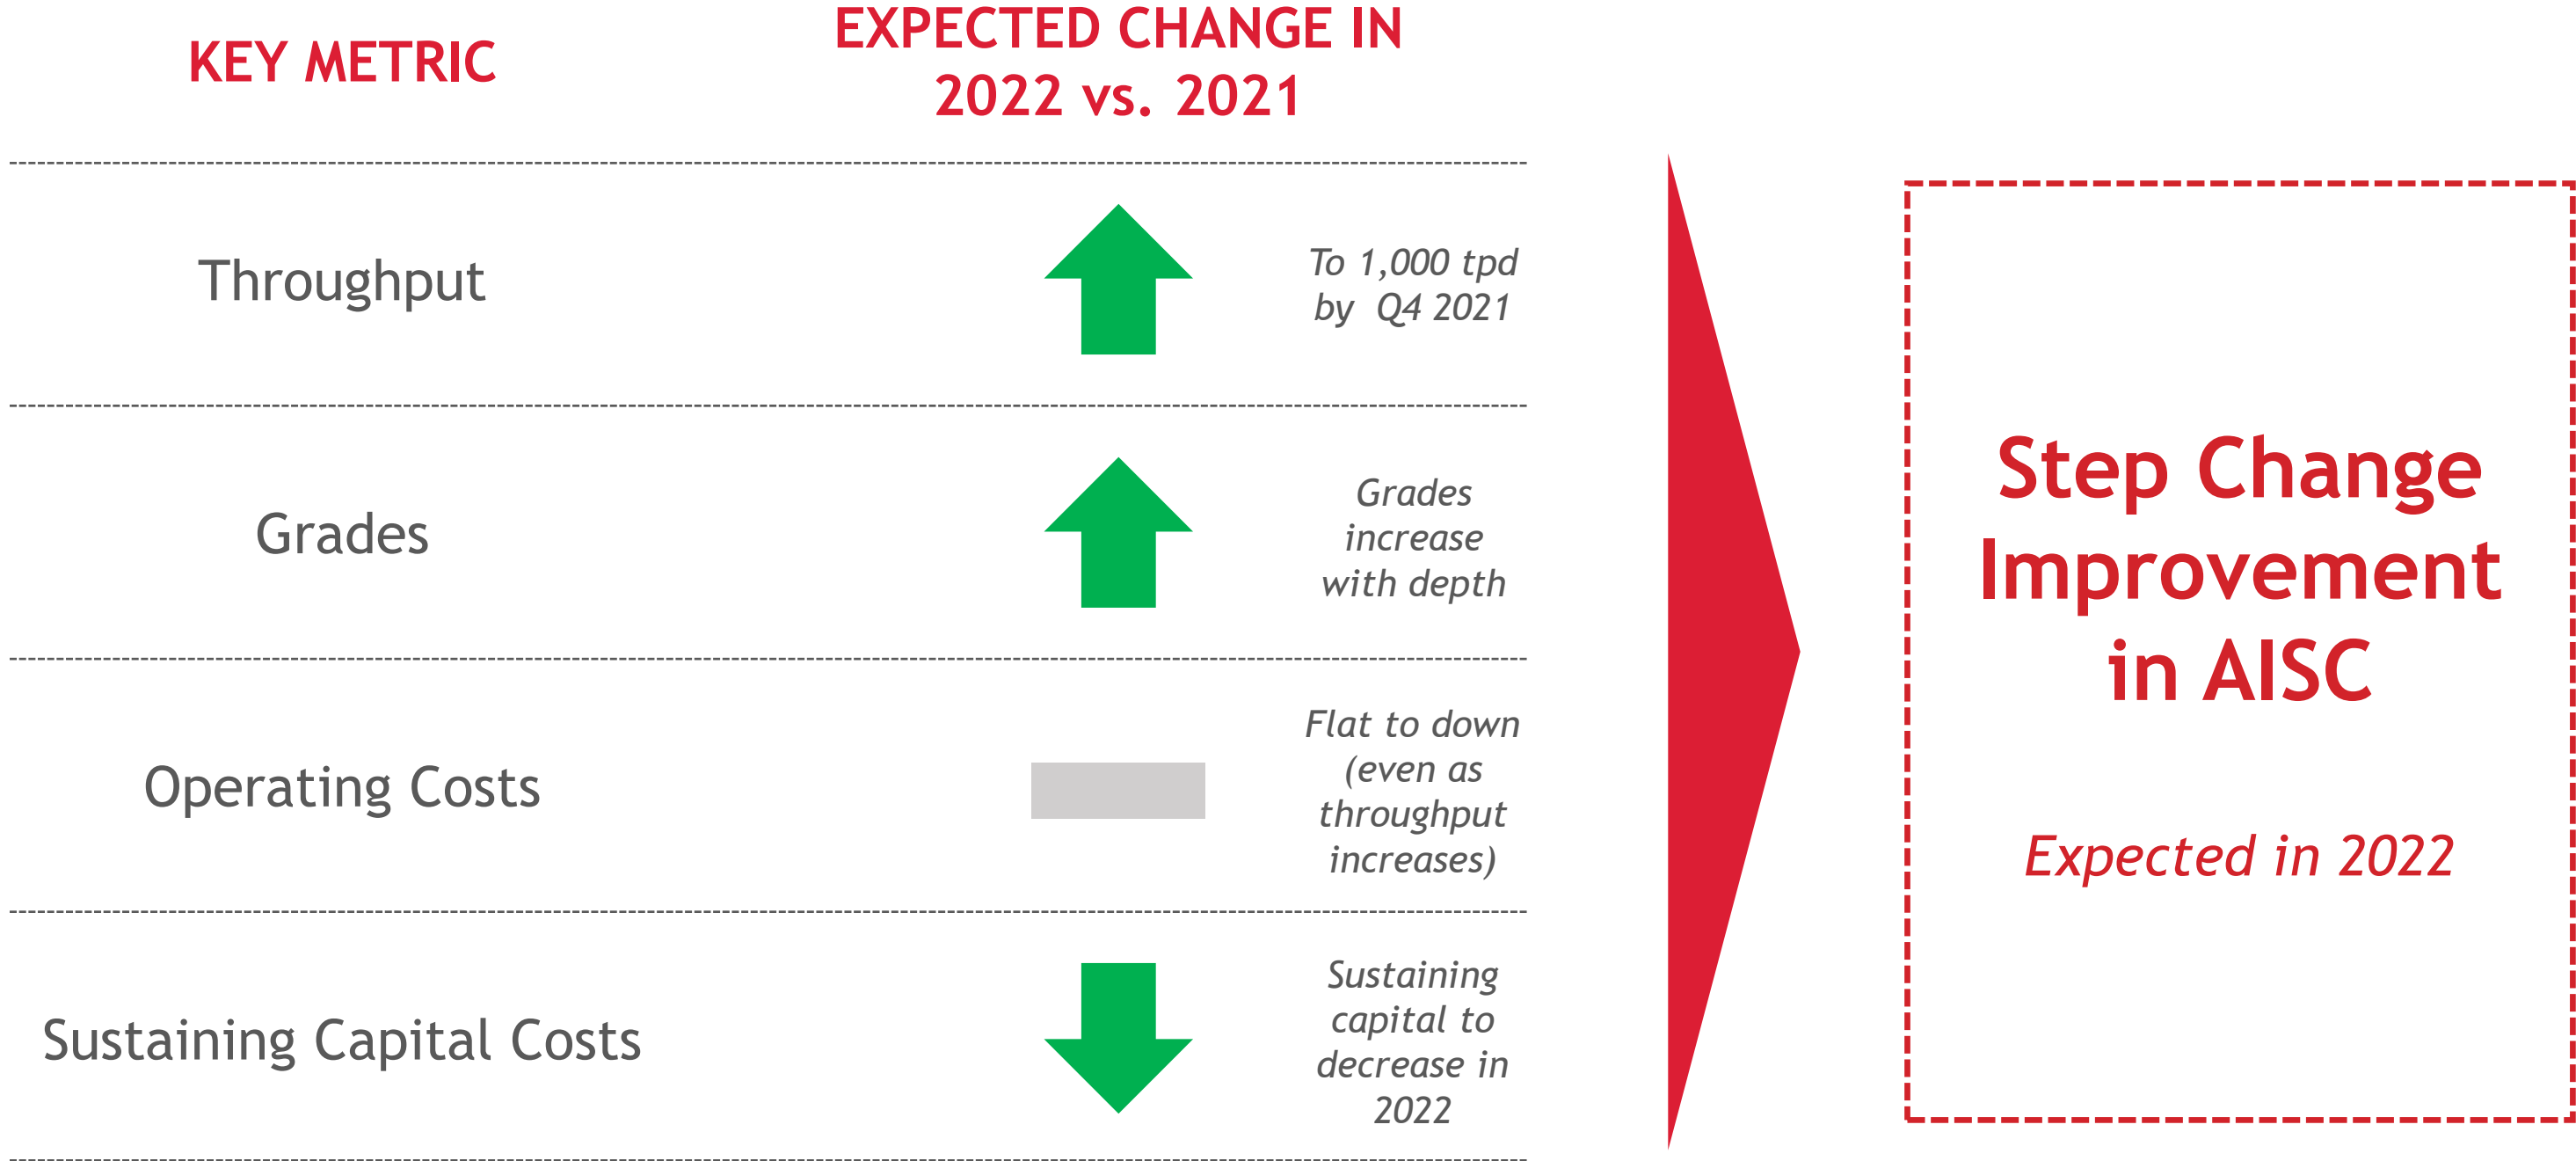 KEY METRIC
EXPECTED CHANGE IN
2022 vs. 2021
Throughput
To 1,000 tpd
by Q4 2021
Grades
Grades
increase
with depth
Operating Costs
Flat to down
(even as
throughput
increases)
Sustaining Capital Costs
Sustaining
capital to
decrease in
2022
Step Change
Improvement
in AISC
Expected in 2022